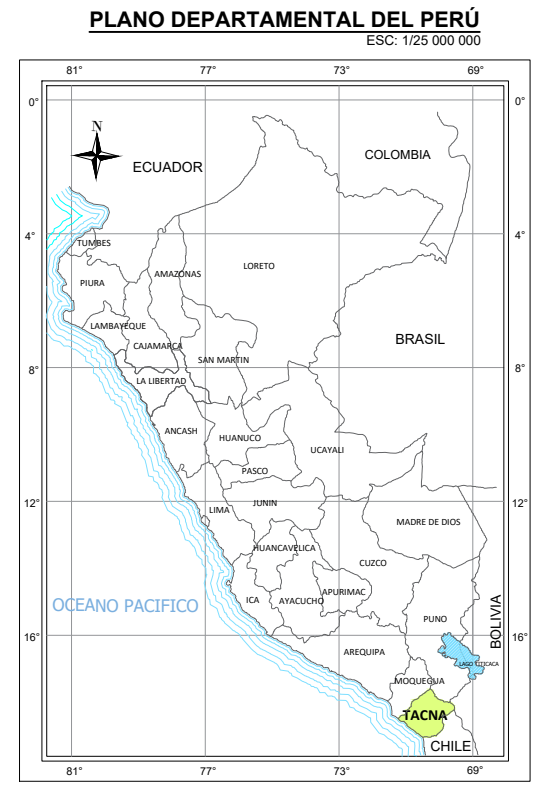 PLANO DEPARTAMENTAL DEL PERÚ
ESC: 1/25 000 000
81° 77° 73° 69°
0° 0°
N
COLOMBIA
ECUADOR
4° 4°
TUMBES
LORETO
AMAZONAS
PIURA
LAMBAYEQUE
BRASIL
CAJAMARCA
SAN MARTIN
8° 8°
LA LIBERTAD
ANCASH
HUANUCO
UCAYALI
PASCO
12° 12°
JUNIN
LIMA
MADRE DE DIOS
HUANCAVELICA
CUZCO
APURIMAC
ICA
AYACUCHO
OCEANO PACIFICO
PUNO
BOLIVIA
16° 16°
AREQUIPA
LAGO TITICACA
MOQUEGUA
TACNA
CHILE
81° 77° 73° 69°